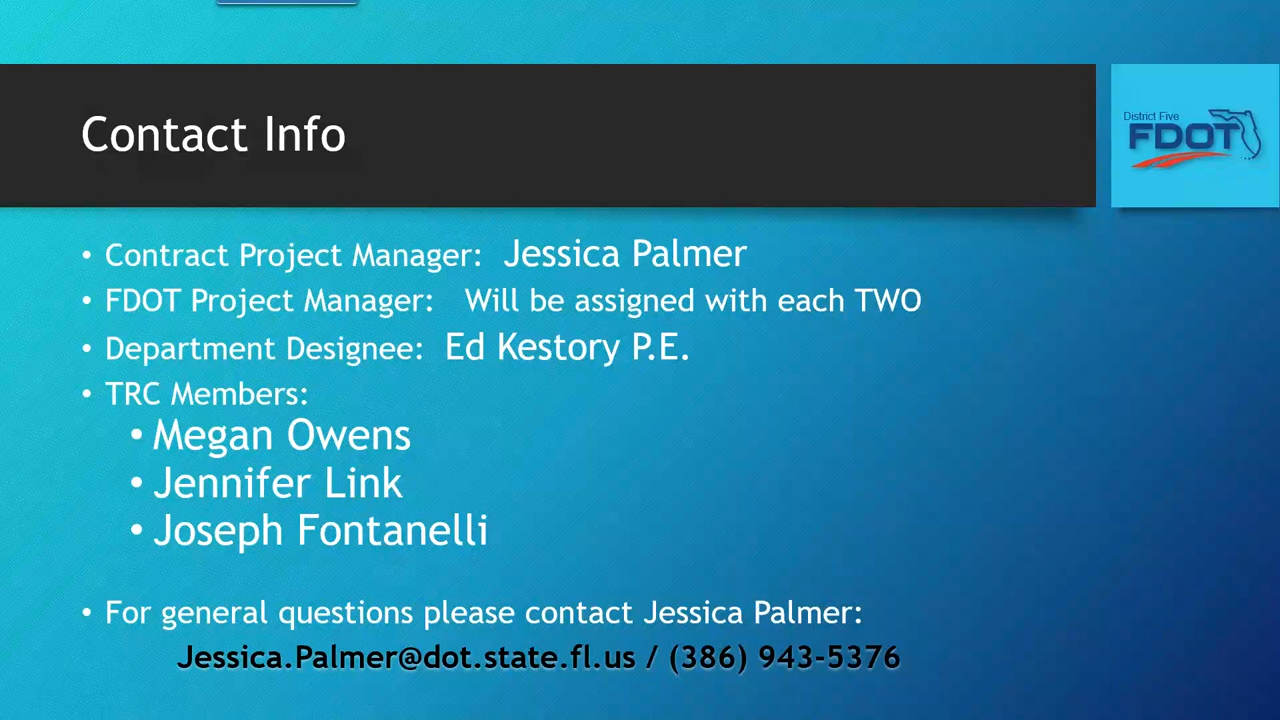 Contact Info
District Five
FDOT
• Contract Project Manager: Jessica Palmer
• FDOT Project Manager: Will be assigned with each TWO
• Department Designee: Ed Kestory P.E.
• TRC Members:
• Megan Owens
• Jennifer Link
• Joseph Fontanelli
• For general questions please contact Jessica Palmer:
Jessica.Palmer@dot.state.fl.us / (386) 943-5376